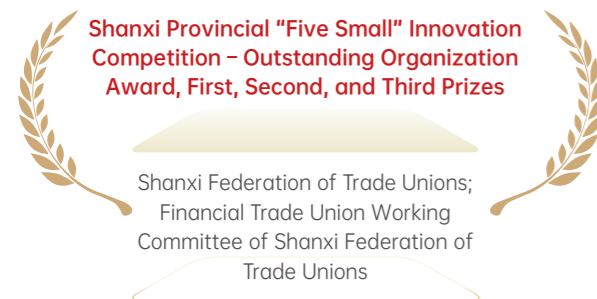 Shanxi Provincial “Five Small” Innovation
Competition – Outstanding Organization
Award, First, Second, and Third Prizes
Shanxi Federation of Trade Unions;
Financial Trade Union Working
Committee of Shanxi Federation of
Trade Unions